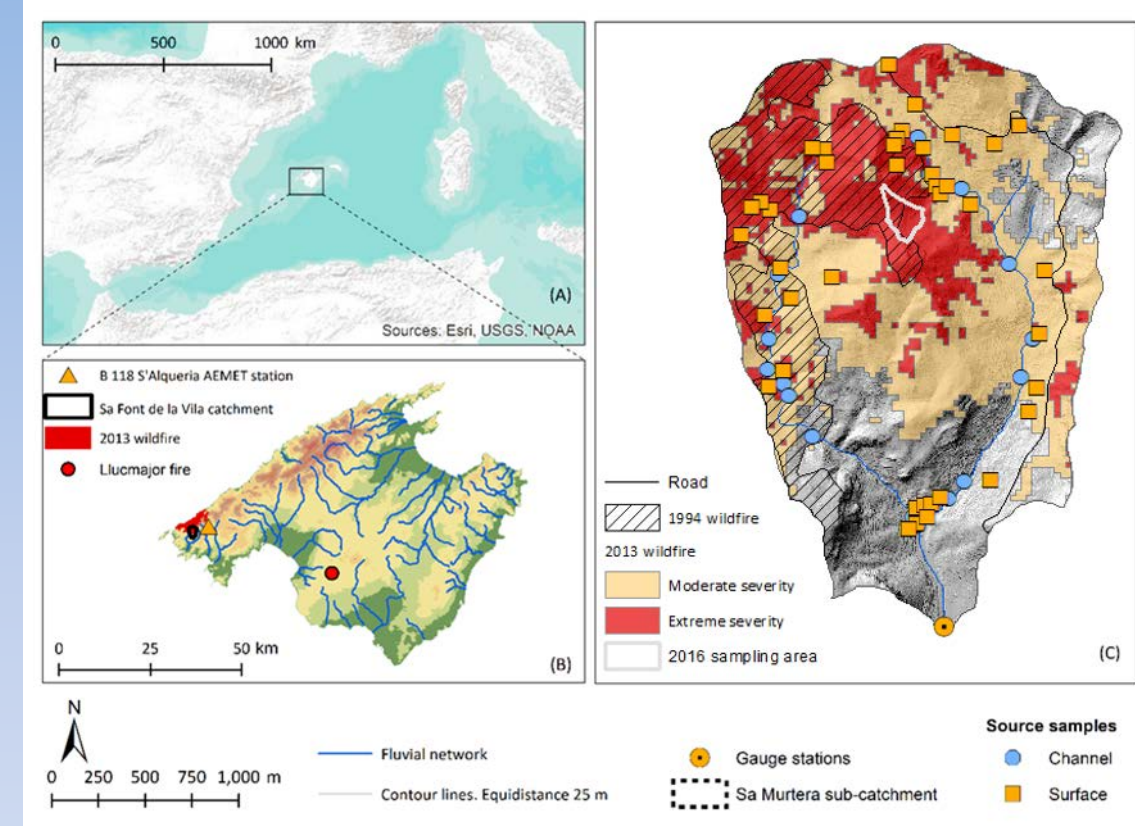 0 500 1000 km
(A)
Sources: Esri, USGS, NOAA
B 118 S'Alqueria AEMET station
Sa Font de la Vila catchment
2013 wildfire
Llucmajor fire
0 25 50 km
(B)
Road
1994 wildfire
2013 wildfire
Moderate severity
Extreme severity
2016 sampling area
(C)
N
0 250 500 750 1,000 m
Fluvial network
Contour lines. Equidistance 25 m
Gauge stations
Sa Murtera sub-catchment
Source samples
Channel
Surface